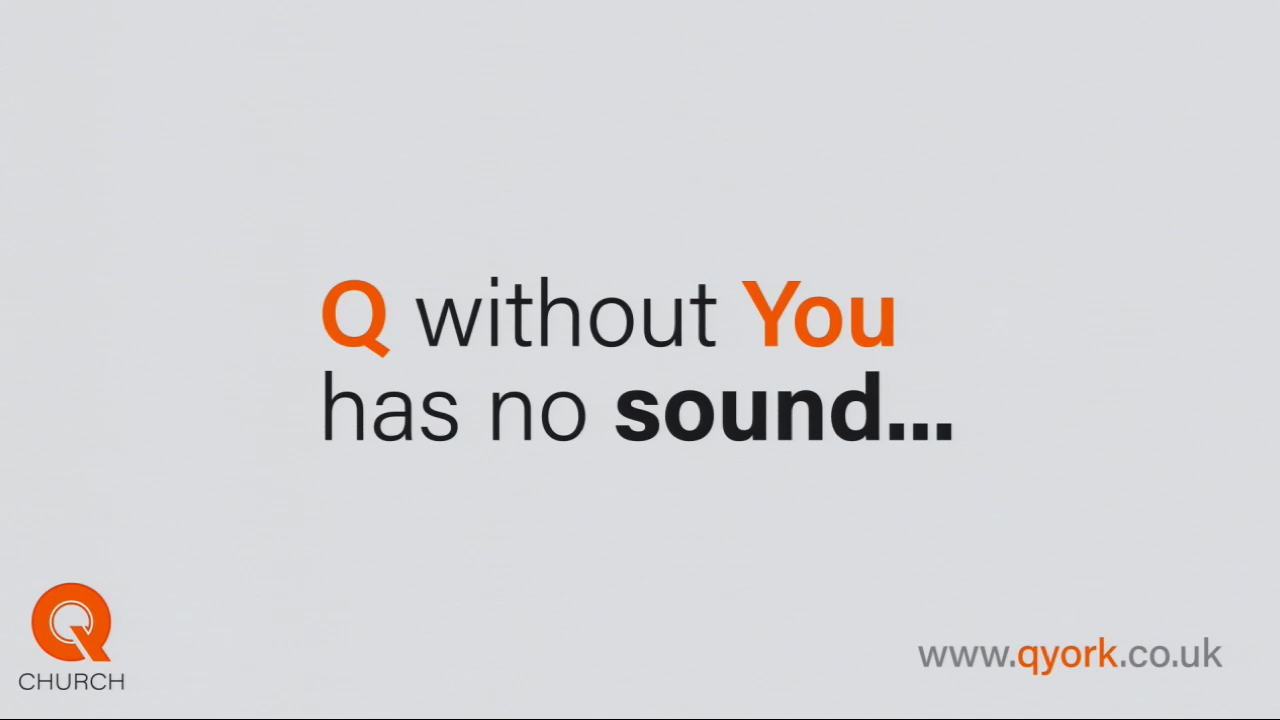 Q without You
has no sound...
Q
CHURCH
www.qyork.co.uk